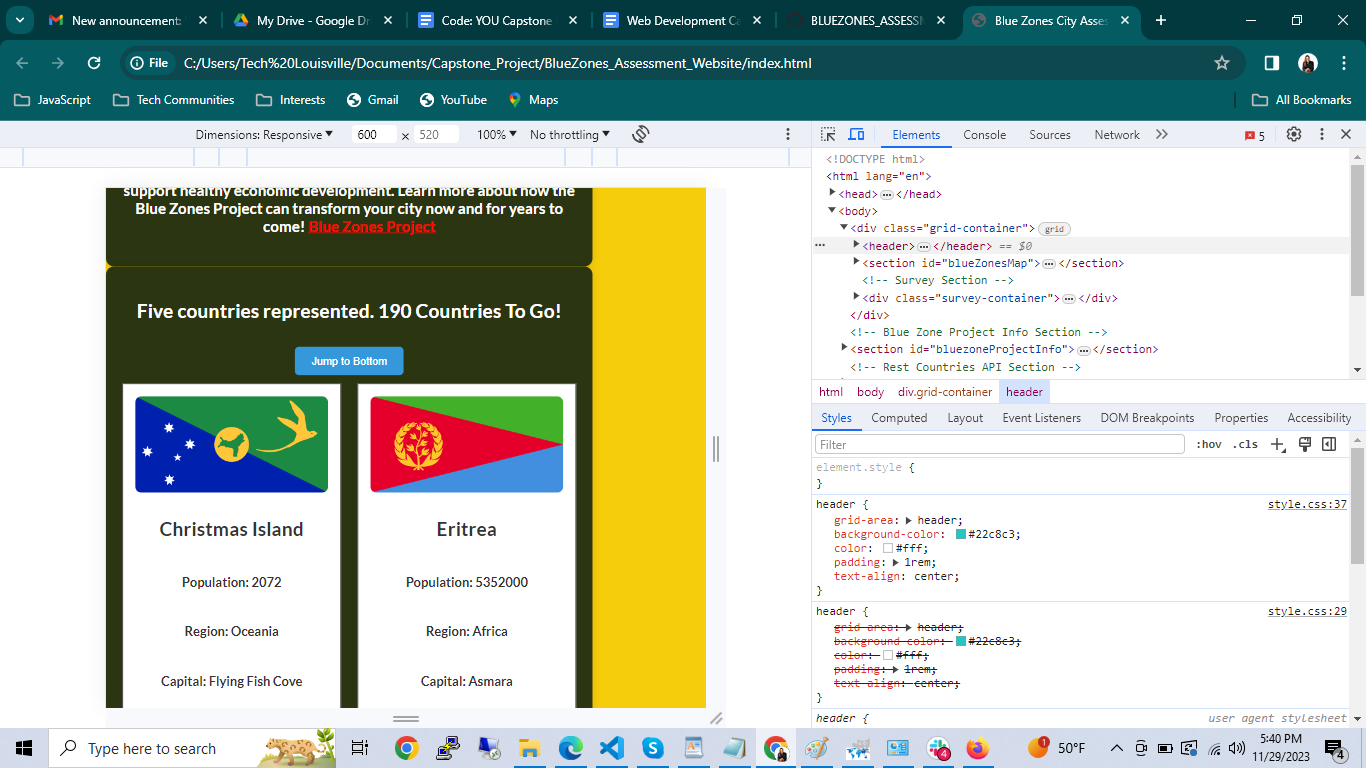 New announcement:
My Drive - Google Dr
Code: YOU Capstone
Web Development Ca
BLUEZONES_ASSESSM
Blue Zones City Asses
File
C:/Users/Tech%20Louisville/Documents/Capstone_Project/BlueZones_Assessment_Website/index.html
JavaScript
Tech Communities
Interests
Gmail
YouTube
Maps
All Bookmarks
Dimensions: Responsive
600 x 520
100%
No throttling
support healthy economic development. Learn more about how the
Blue Zones Project can transform your city now and for years to
come! Blue Zones Project
Five countries represented. 190 Countries To Go!
Jump to Bottom
Christmas Island
Population: 2072
Region: Oceania
Capital: Flying Fish Cove
Eritrea
Population: 5352000
Region: Africa
Capital: Asmara
Elements
Console
Sources
Network
5
<!DOCTYPE html>
<html lang="en">
<head>…</head>
<body>
<div class="grid-container"> grid
<header>…</header> == $0
<section id="blueZonesMap">…</section>
<!-- Survey Section -->
<div class="survey-container">…</div>
</div>
<!-- Blue Zone Project Info Section -->
<section id="bluezoneProjectInfo">…</section>
<!-- Rest Countries API Section -->
html body div.grid-container header
Styles
Computed
Layout
Event Listeners
DOM Breakpoints
Properties
Accessibility
Filter
:hov .cls
element.style {
}
header { style.css:37
grid-area: header;
background-color: #22c8c3;
color: #fff;
padding: 1rem;
text-align: center;
}
header { style.css:29
grid-area: header;
background-color: #22c8c3;
color: #fff;
padding: 1rem;
text-align: center;
}
header { user agent stylesheet
Type here to search
4
1
50°F
5:40 PM
11/29/2023
4